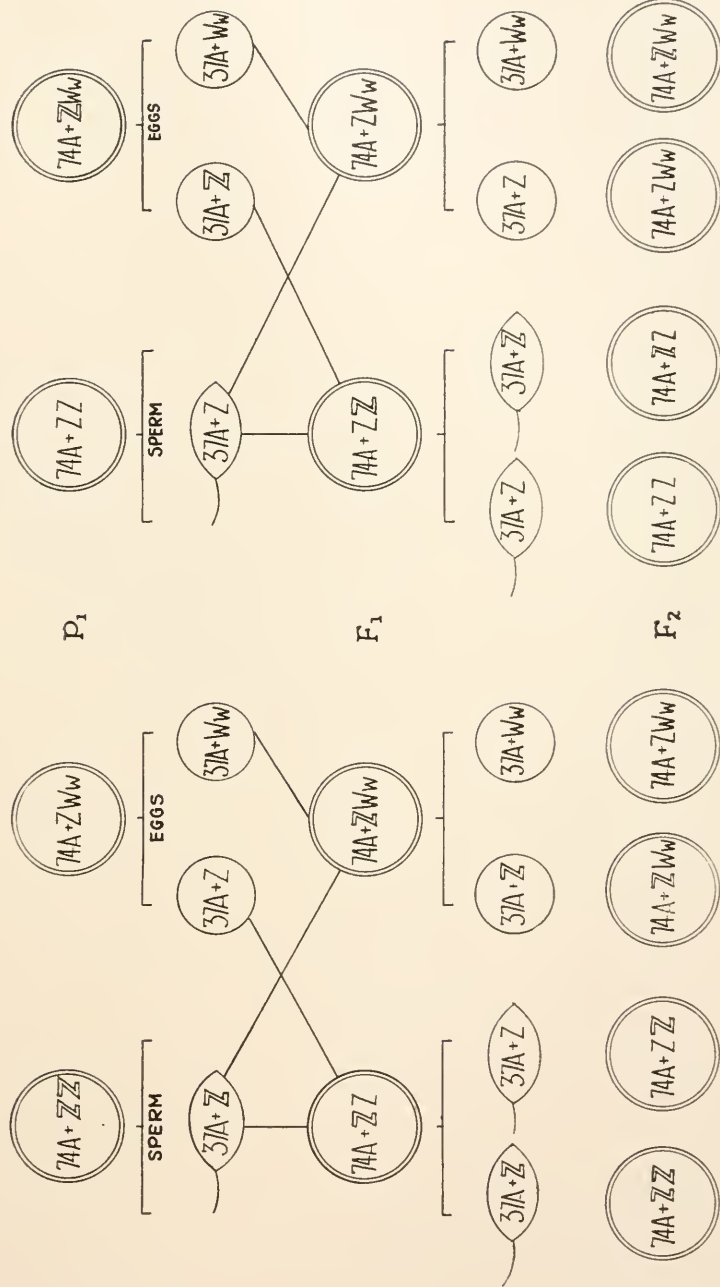 74A+ZZ 74A+ZWw P₁ 74A+ZZ 74A+ZWw
SPERM EGGS SPERM EGGS
37A+Z 37A+Z 37A+Ww 37A+Z 37A+Z 37A+Ww
74A+ZZ 74A+ZWw F₁ 74A+ZZ 74A+ZWw
37A+Z 37A+Z 37A+Z 37A+Ww 37A+Z 37A+Z 37A+Z 37A+Ww
74A+ZZ 74A+ZZ 74A+ZWw 74A+ZWw F₂ 74A+ZZ 74A+ZZ 74A+ZWw 74A+ZWw